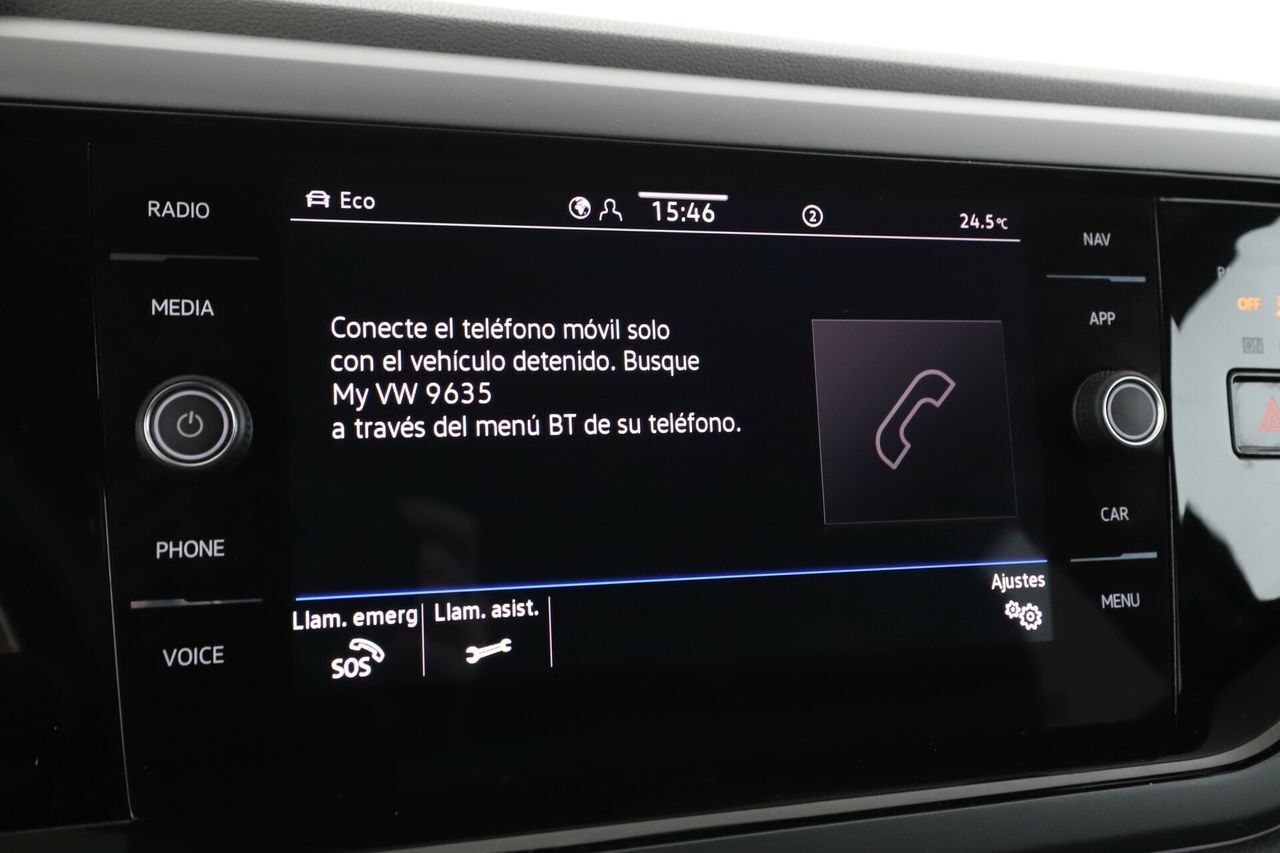 RADIO
MEDIA
PHONE
VOICE
Eco
15:46
2
24.5°C
Conecte el teléfono móvil solo
con el vehículo detenido. Busque
My VW 9635
a través del menú BT de su teléfono.
Llam. emerg
SOS
Llam. asist.
Ajustes
NAV
APP
CAR
MENU
OFF
ON